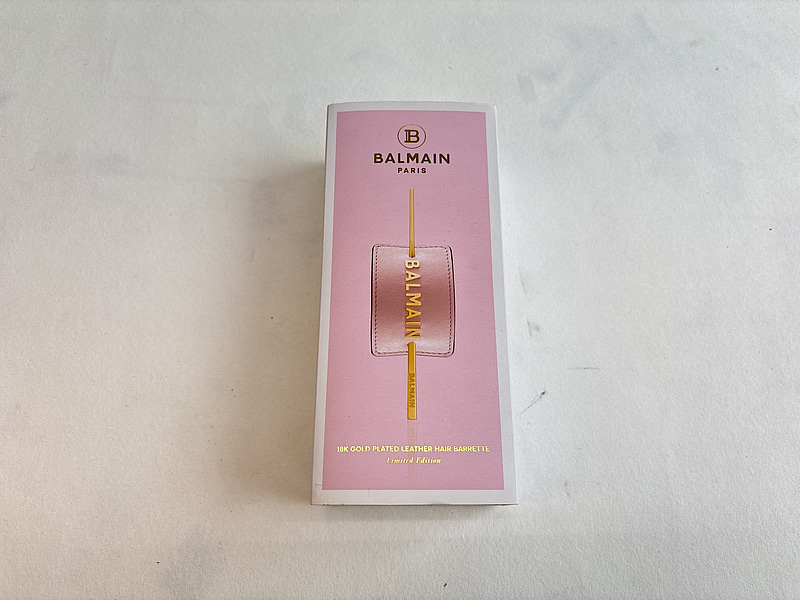 B
BALMAIN
PARIS
BALMAIN
BALMAIN
18K GOLD PLATED LEATHER HAIR BARRETTE
Limited Edition